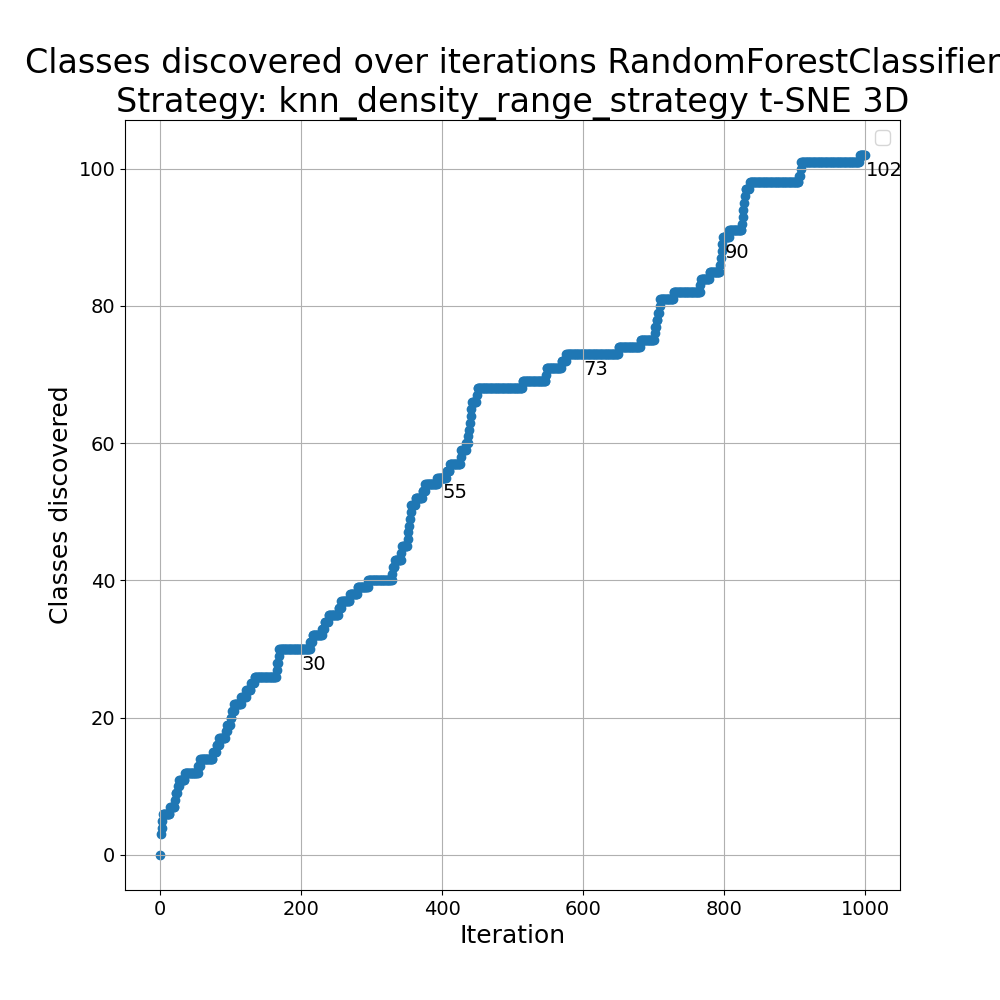 Classes discovered over iterations RandomForestClassifier
Strategy: knn_density_range_strategy t-SNE 3D
100
80
60
40
20
0
Classes discovered
30
55
73
90
102
0 200 400 600 800 1000
Iteration